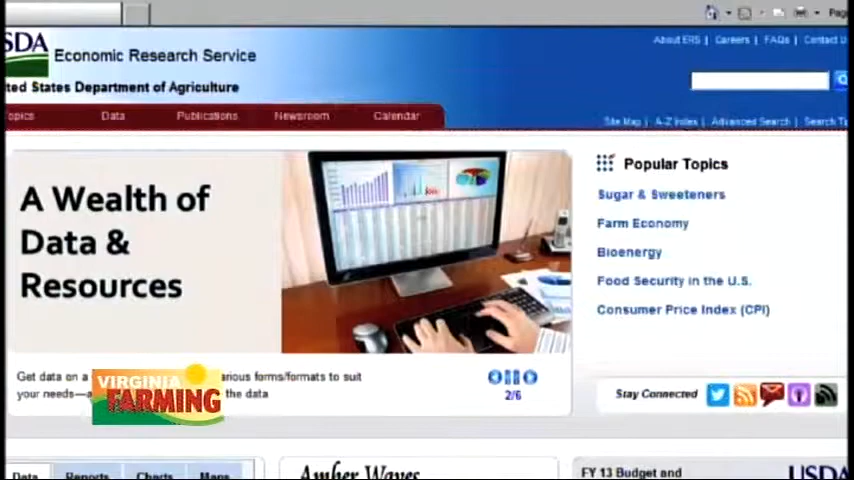 Page
SDA
Economic Research Service
ted States Department of Agriculture
About ERS | Careers | FAQs | Contact U
opics Data Publications Newsroom Calendar
Site Map | A-Z Index | Advanced Search | Search Ti
A Wealth of
Data &
Resources
Popular Topics
Sugar & Sweeteners
Farm Economy
Bioenergy
Food Security in the U.S.
Consumer Price Index (CPI)
Get data on a arious forms/formats to suit
your needs—a the data
2/6
VIRGINIA
FARMING
Stay Connected
Data Reports Charts Maps
Amber Waves
FY 13 Budget and
USDA